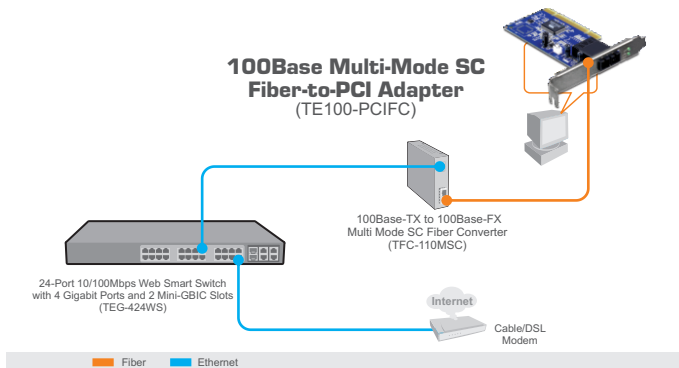 100Base Multi-Mode SC
Fiber-to-PCI Adapter
(TE100-PCIFC)
100Base-TX to 100Base-FX
Multi Mode SC Fiber Converter
(TFC-110MSC)
24-Port 10/100Mbps Web Smart Switch
with 4 Gigabit Ports and 2 Mini-GBIC Slots
(TEG-424WS)
Internet
Cable/DSL
Modem
Fiber
Ethernet